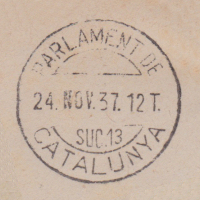 PARLAMENT DE
24. NOV. 37. 12 T.
SUC. 13
CATALUNYA